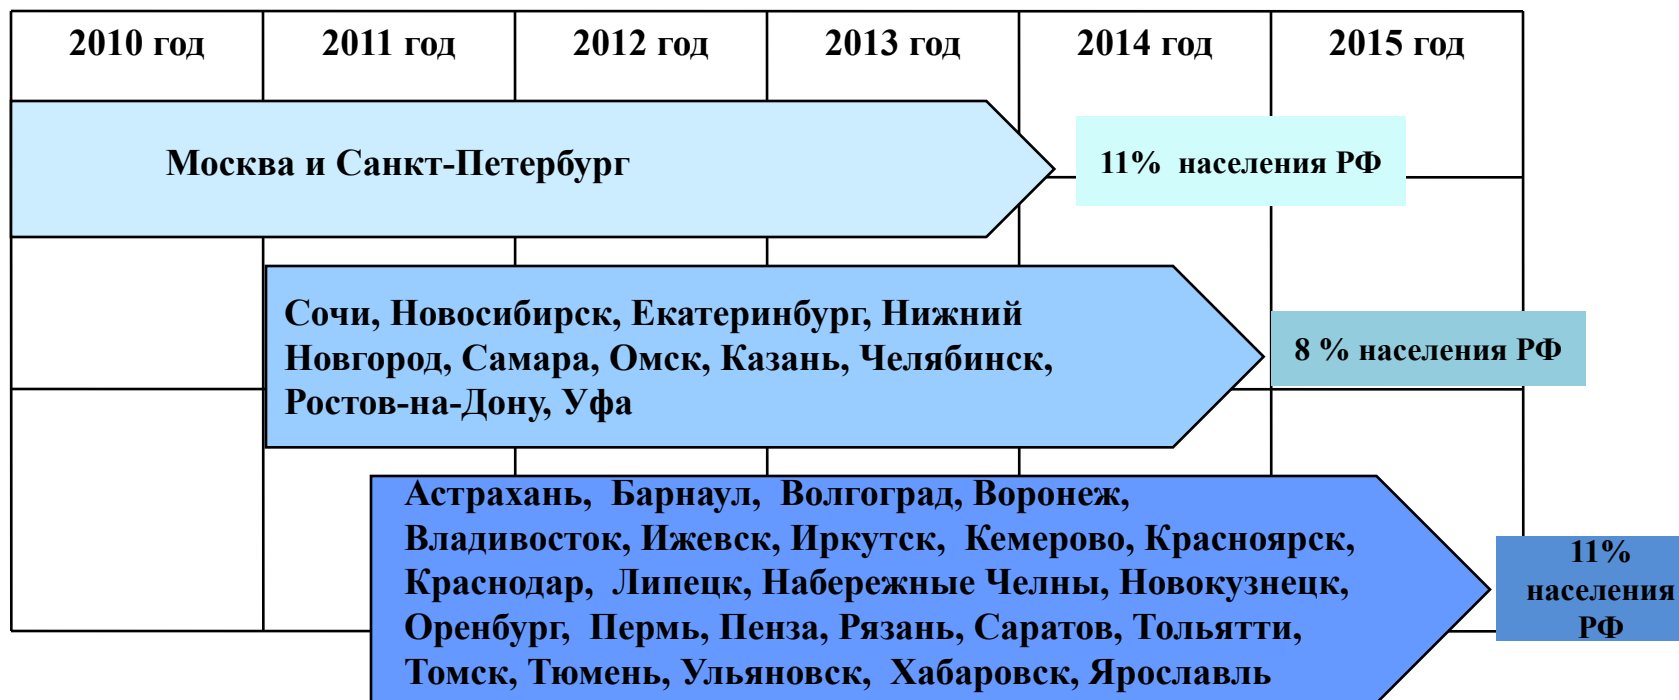 2010 год 2011 год 2012 год 2013 год 2014 год 2015 год
Москва и Санкт-Петербург
11% населения РФ
Сочи, Новосибирск, Екатеринбург, Нижний
Новгород, Самара, Омск, Казань, Челябинск,
Ростов-на-Дону, Уфа
8 % населения РФ
Астрахань, Барнаул, Волгоград, Воронеж,
Владивосток, Ижевск, Иркутск, Кемерово, Красноярск,
Краснодар, Липецк, Набережные Челны, Новокузнецк,
Оренбург, Пермь, Пенза, Рязань, Саратов, Тольятти,
Томск, Тюмень, Ульяновск, Хабаровск, Ярославль
11%
населения
РФ